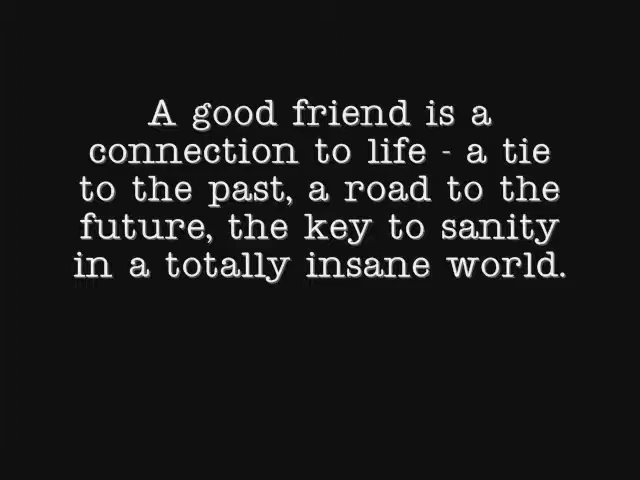 A good friend is a
connection to life - a tie
to the past, a road to the
future, the key to sanity
in a totally insane world.